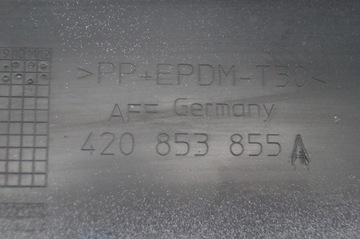 >PP+EPDM-T30<
AFF Germany
420 853 855 A